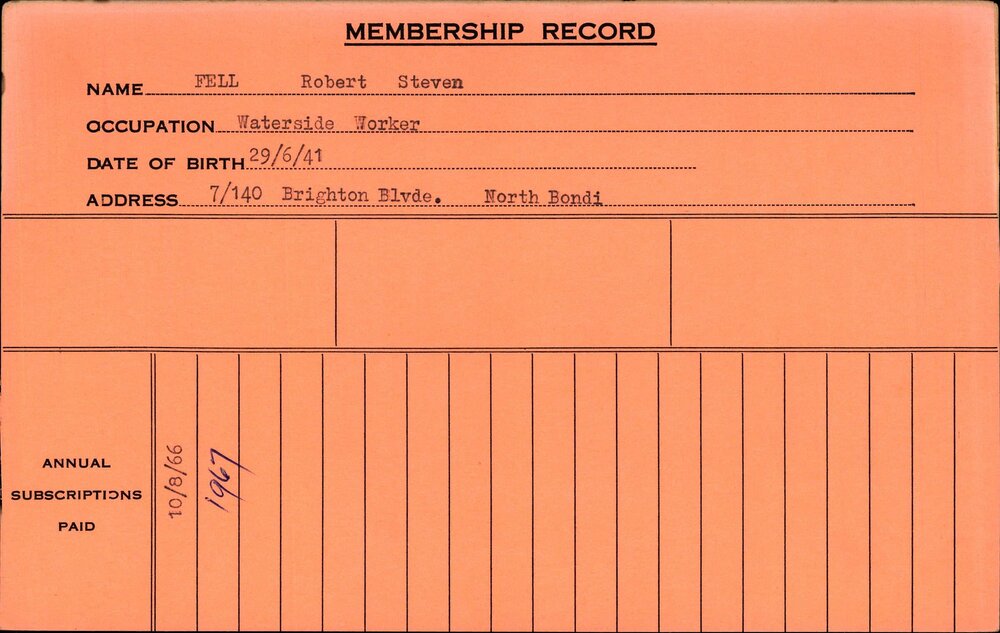 MEMBERSHIP RECORD
NAME FELL Robert Steven
OCCUPATION Waterside Worker
DATE OF BIRTH 29/6/41
ADDRESS 7/140 Brighton Blvde. North Bondi
ANNUAL
SUBSCRIPTIONS
PAID
10/8/66
1967